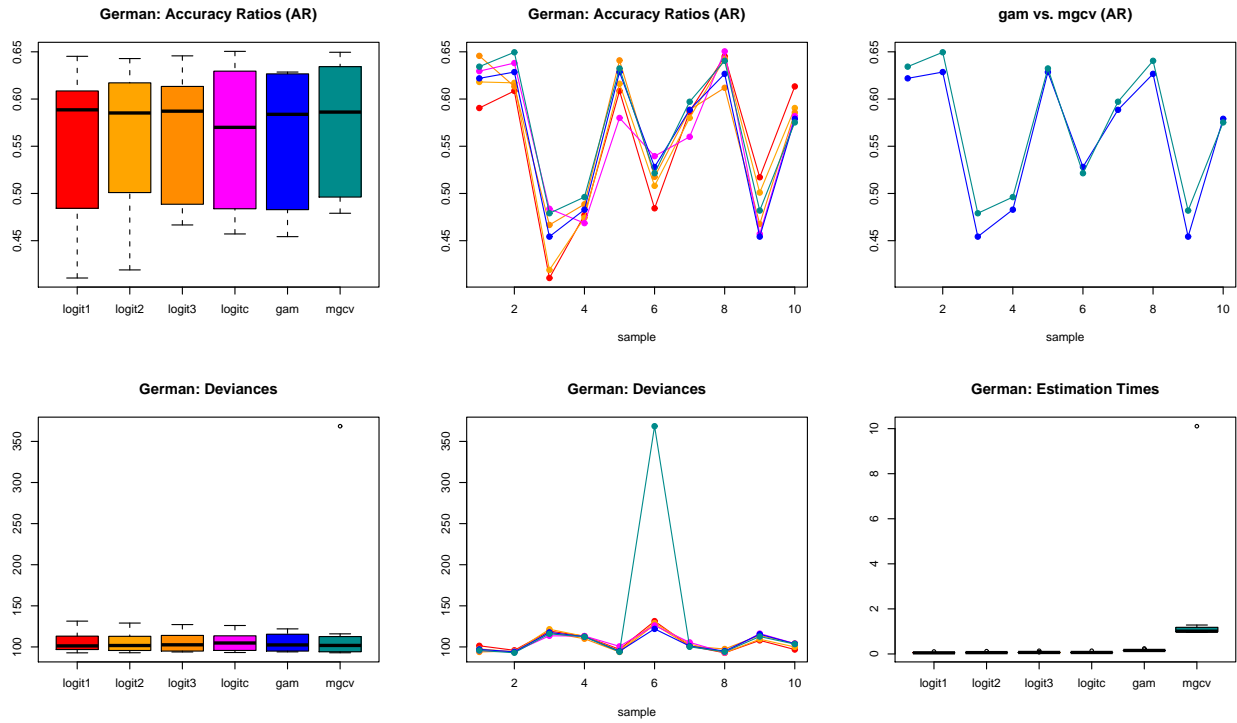 German: Accuracy Ratios (AR)
0.65
0.60
0.55
0.50
0.45
logit1 logit2 logit3 logitc gam mgcv
German: Accuracy Ratios (AR)
0.65
0.60
0.55
0.50
0.45
2 4 6 8 10
sample
gam vs. mgcv (AR)
0.65
0.60
0.55
0.50
0.45
2 4 6 8 10
sample
German: Deviances
350
300
250
200
150
100
logit1 logit2 logit3 logitc gam mgcv
German: Deviances
350
300
250
200
150
100
2 4 6 8 10
sample
German: Estimation Times
10
8
6
4
2
0
logit1 logit2 logit3 logitc gam mgcv